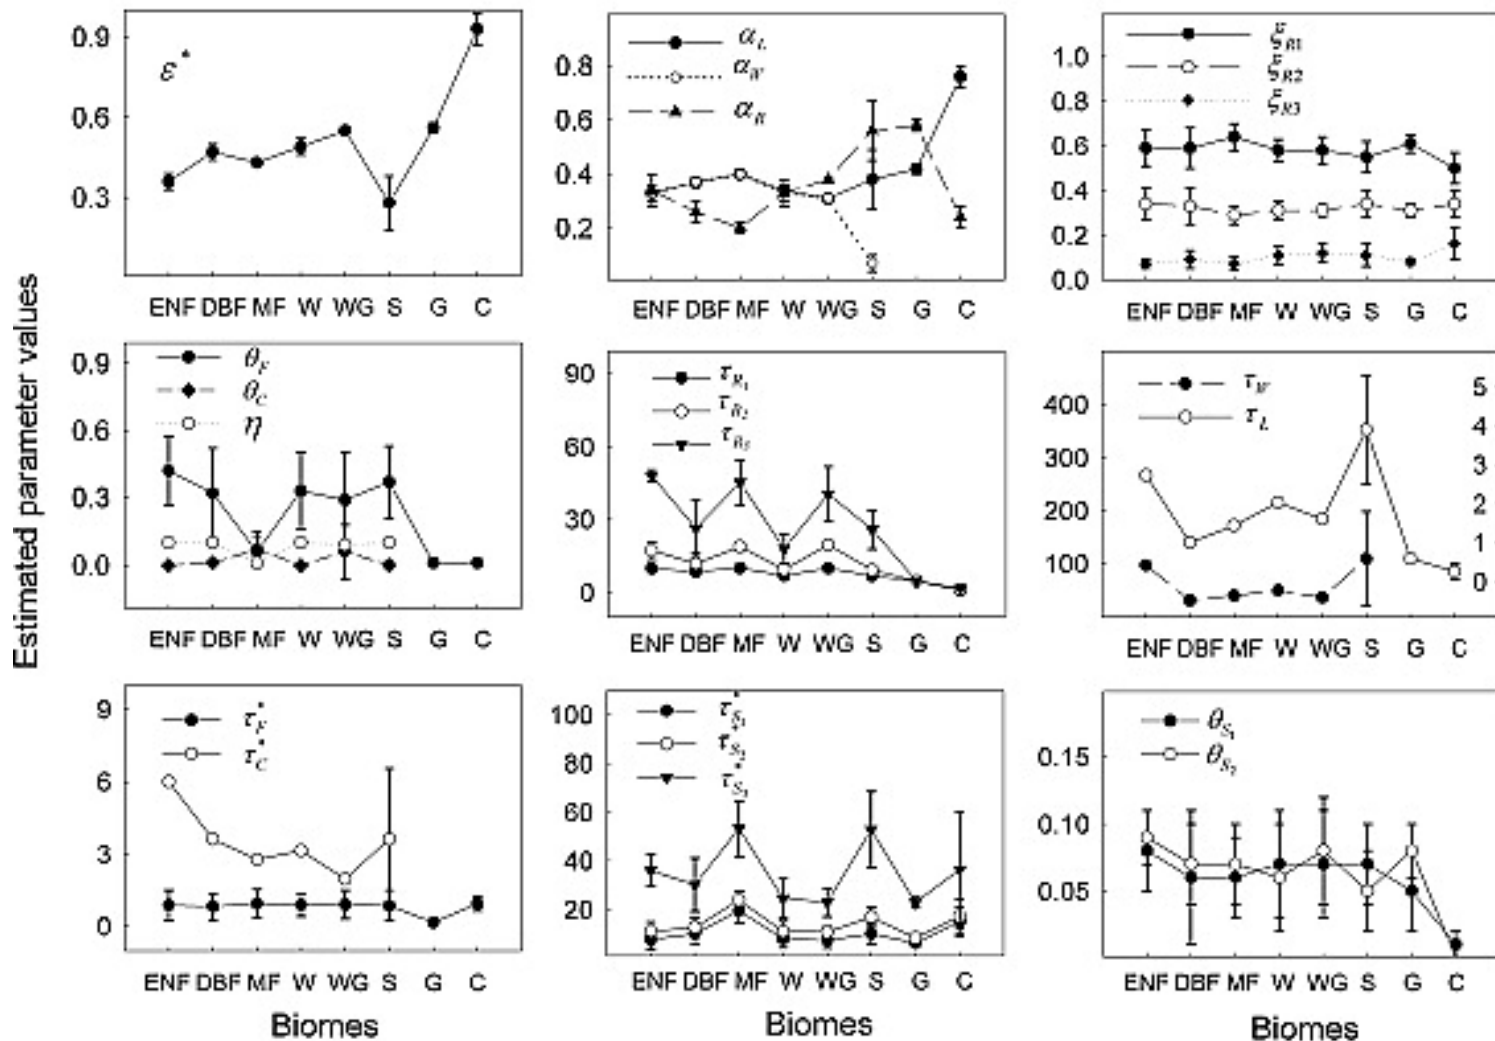 Estimated parameter values
ε*
0.9
0.6
0.3
ENF DBF MF W WG S G C
α_L
α_W
α_R
0.8
0.6
0.4
0.2
ENF DBF MF W WG S G C
ξ_R1
ξ_R2
ξ_R3
1.0
0.8
0.6
0.4
0.2
0.0
ENF DBF MF W WG S G C
θ_F
θ_C
η
0.9
0.6
0.3
0.0
ENF DBF MF W WG S G C
τ_R1
τ_R2
τ_R3
90
60
30
0
ENF DBF MF W WG S G C
τ_W
τ_L
400
300
200
100
5
4
3
2
1
0
ENF DBF MF W WG S G C
τ*_F
τ*_C
9
6
3
0
ENF DBF MF W WG S G C
Biomes
τ*_S1
τ*_S2
τ*_S3
100
80
60
40
20
ENF DBF MF W WG S G C
Biomes
θ_S1
θ_S2
0.15
0.10
0.05
ENF DBF MF W WG S G C
Biomes